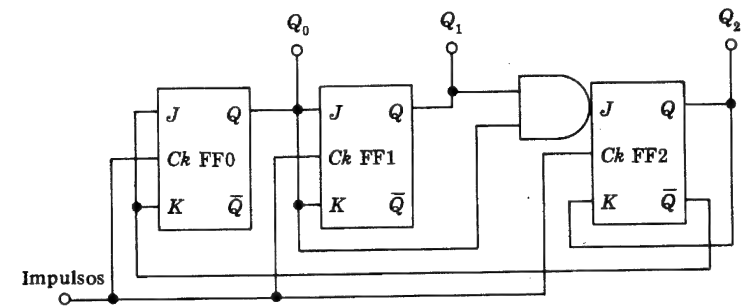 Q₀
Q₁
Q₂
J Q
Ck FF0
K Q̅
J Q
Ck FF1
K Q̅
J Q
Ck FF2
K Q̅
Impulsos